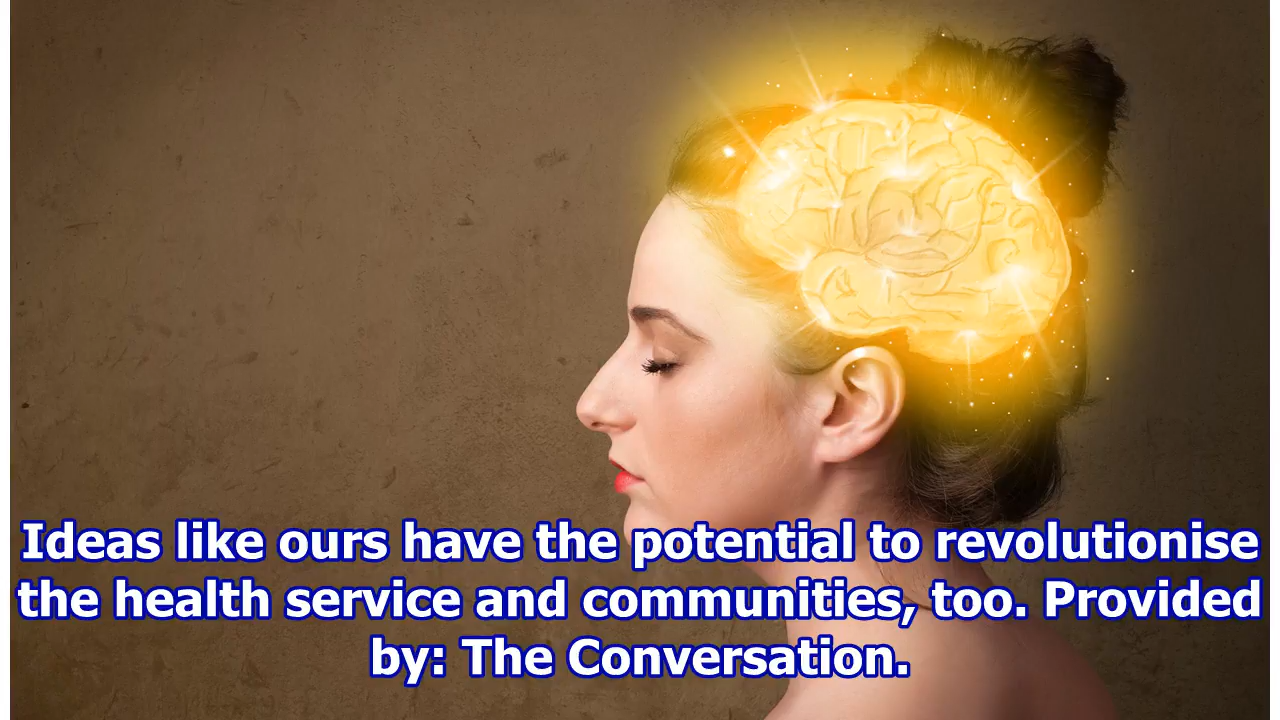 Ideas like ours have the potential to revolutionise
the health service and communities, too. Provided
by: The Conversation.